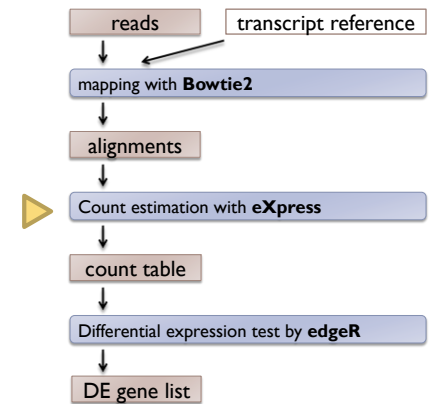 reads
transcript reference
mapping with Bowtie2
alignments
Count estimation with eXpress
count table
Differential expression test by edgeR
DE gene list